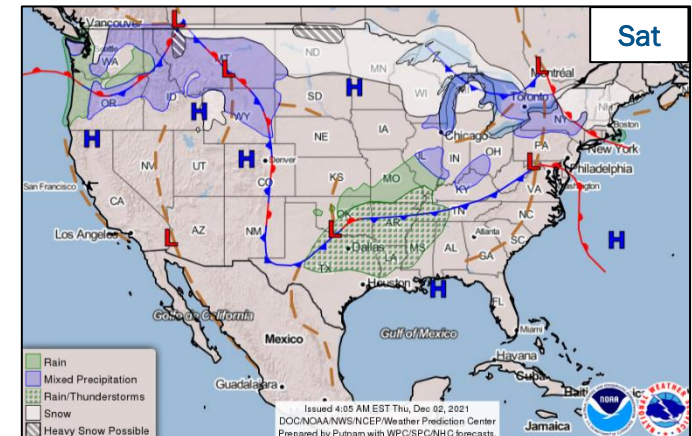 Sat
Vancouver
L
Seattle
WA
MT
L
ND
MN
L
Montréal
OR
ID
WY
SD
WI
MI
Toronto
NY
NH
Boston
H
H
H
H
Chicago
New York
Philadelphia
Washington
NE
IA
IL
IN
OH
PA
L
NV
UT
Denver
CO
KS
MO
KY
VA
San Francisco
CA
Los Angeles
L
AZ
NM
OK
L
AR
TN
NC
SC
Atlanta
H
Dallas
MS
AL
GA
TX
LA
Houston
H
FL
Golfo de California
Mexico
Gulf of Mexico
Miami
Havana
Cuba
Guadalajara
Jamaica
Rain
Mixed Precipitation
Rain/Thunderstorms
Snow
Heavy Snow Possible
Issued 4:05 AM EST Thu, Dec 02, 2021
DOC/NOAA/NWS/NCEP/Weather Prediction Center
Prepared by Putnam with WPC/SPC/NHC forecasts.
NOAA